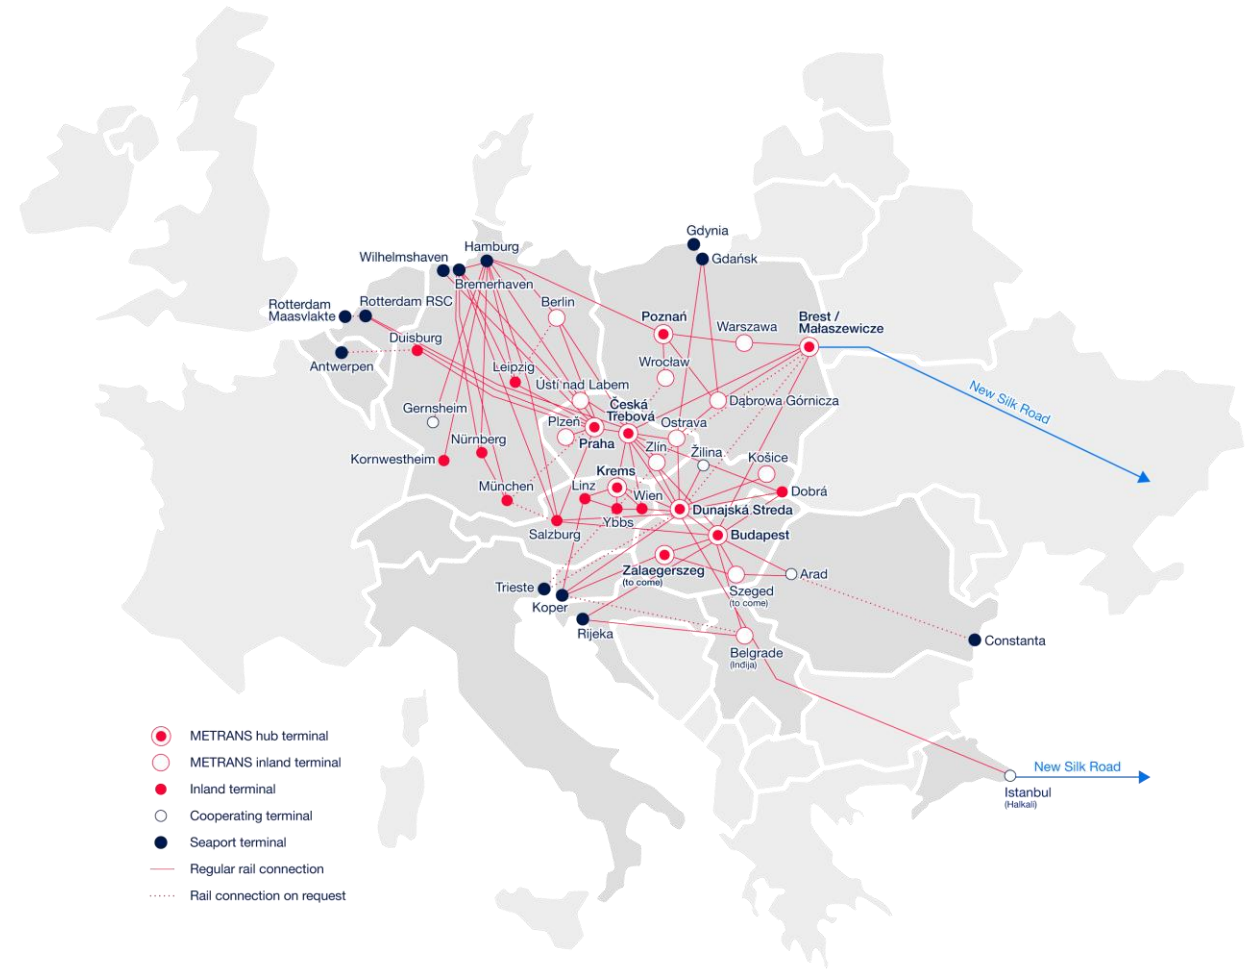 Gdynia
Gdańsk
Hamburg
Wilhelmshaven
Bremerhaven
Rotterdam
Maasvlakte
Rotterdam RSC
Berlin
Poznań
Warszawa
Brest /
Małaszewicze
Duisburg
Antwerpen
Leipzig
Wrocław
New Silk Road
Ústí nad Labem
Gernsheim
Česká
Třebová
Dąbrowa Górnicza
Plzeň
Praha
Ostrava
Nürnberg
Zlín
Žilina
Košice
Kornwestheim
Krems
München
Linz
Wien
Dobrá
Dunajská Streda
Ybbs
Salzburg
Budapest
Zalaegerszeg
(to come)
Arad
Trieste
Szeged
(to come)
Koper
Rijeka
Constanta
Belgrade
(Indija)
METRANS hub terminal
METRANS inland terminal
Inland terminal
Cooperating terminal
Seaport terminal
Regular rail connection
Rail connection on request
New Silk Road
Istanbul
(Halkali)